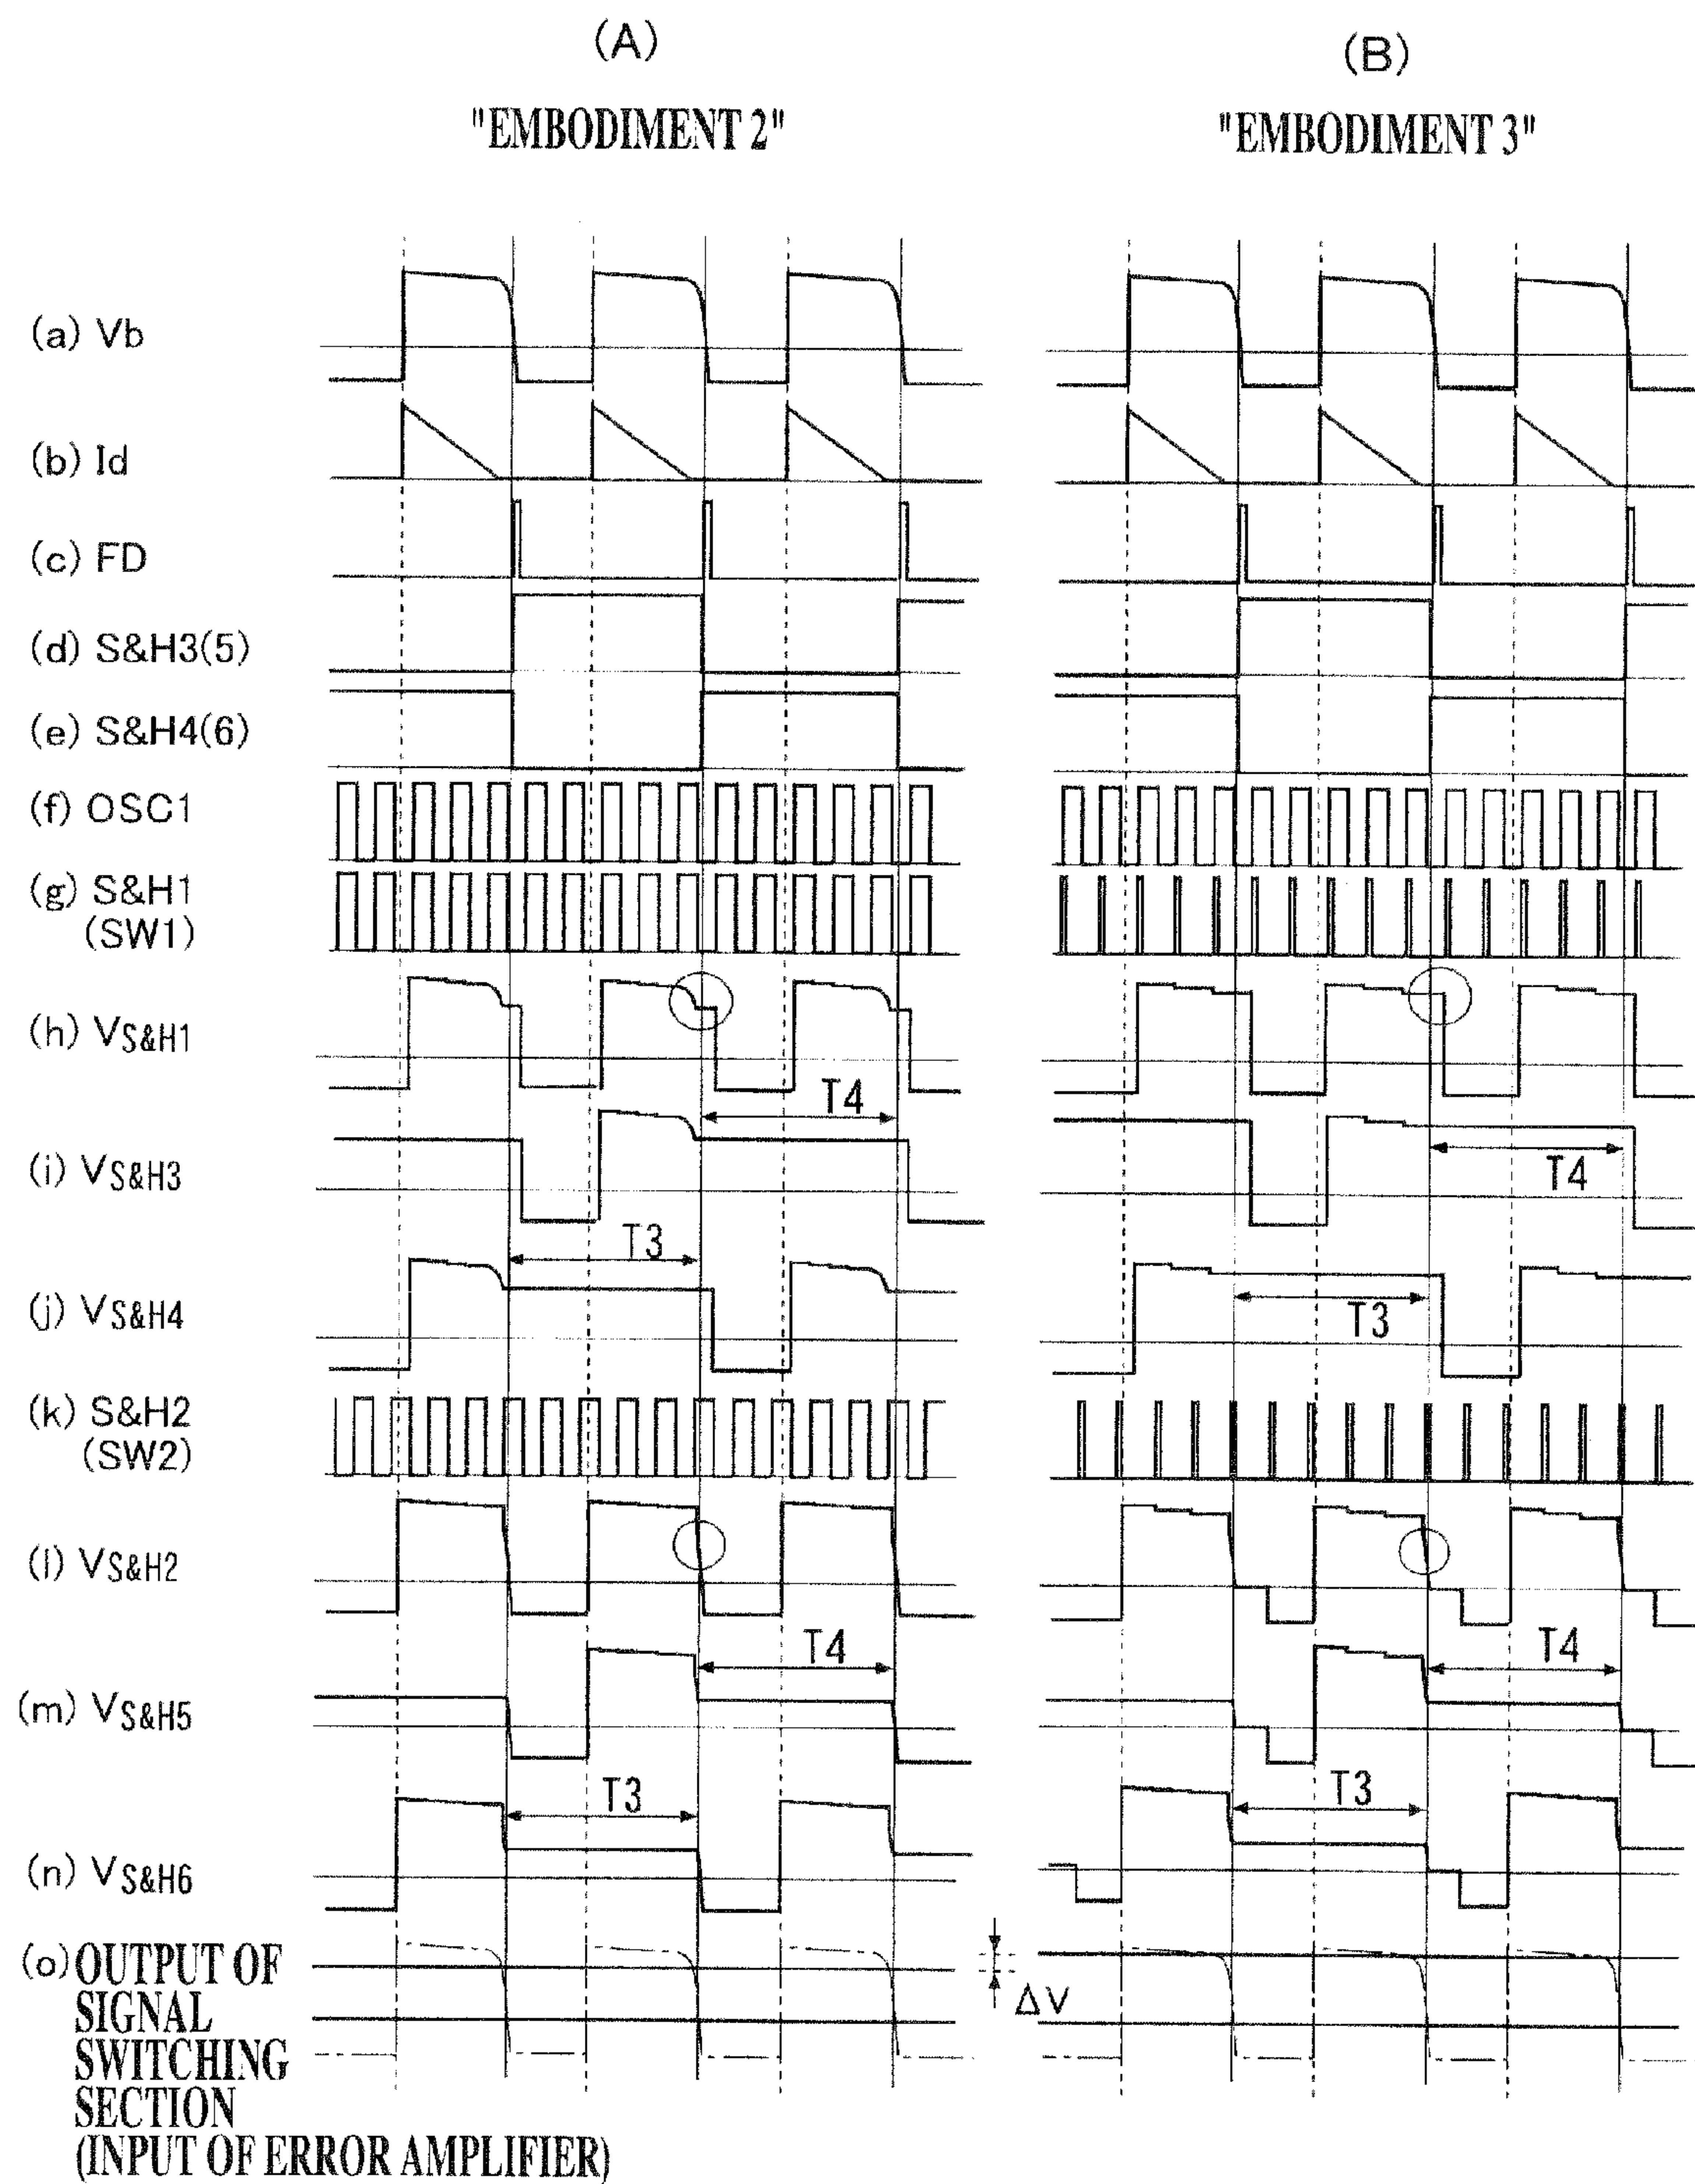 (A)
"EMBODIMENT 2"
(B)
"EMBODIMENT 3"
(a) Vb
(b) Id
(c) FD
(d) S&H3(5)
(e) S&H4(6)
(f) OSC1
(g) S&H1
(SW1)
(h) VS&H1
T4
(i) VS&H3
T4
T3
(j) VS&H4
T3
(k) S&H2
(SW2)
(l) VS&H2
T4
T4
(m) VS&H5
T3
T3
(n) VS&H6
(o) OUTPUT OF
SIGNAL
SWITCHING
SECTION
(INPUT OF ERROR AMPLIFIER)
ΔV